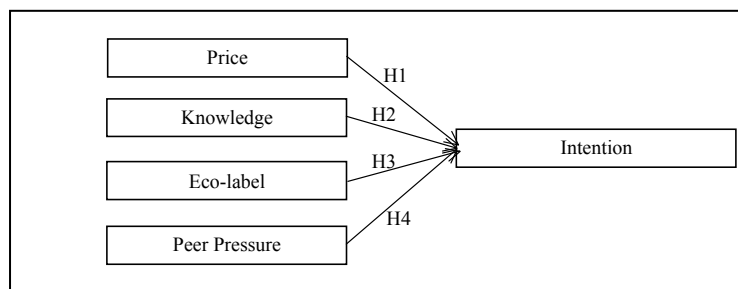 Price
H1
Knowledge
H2
Intention
Eco-label
H3
Peer Pressure
H4